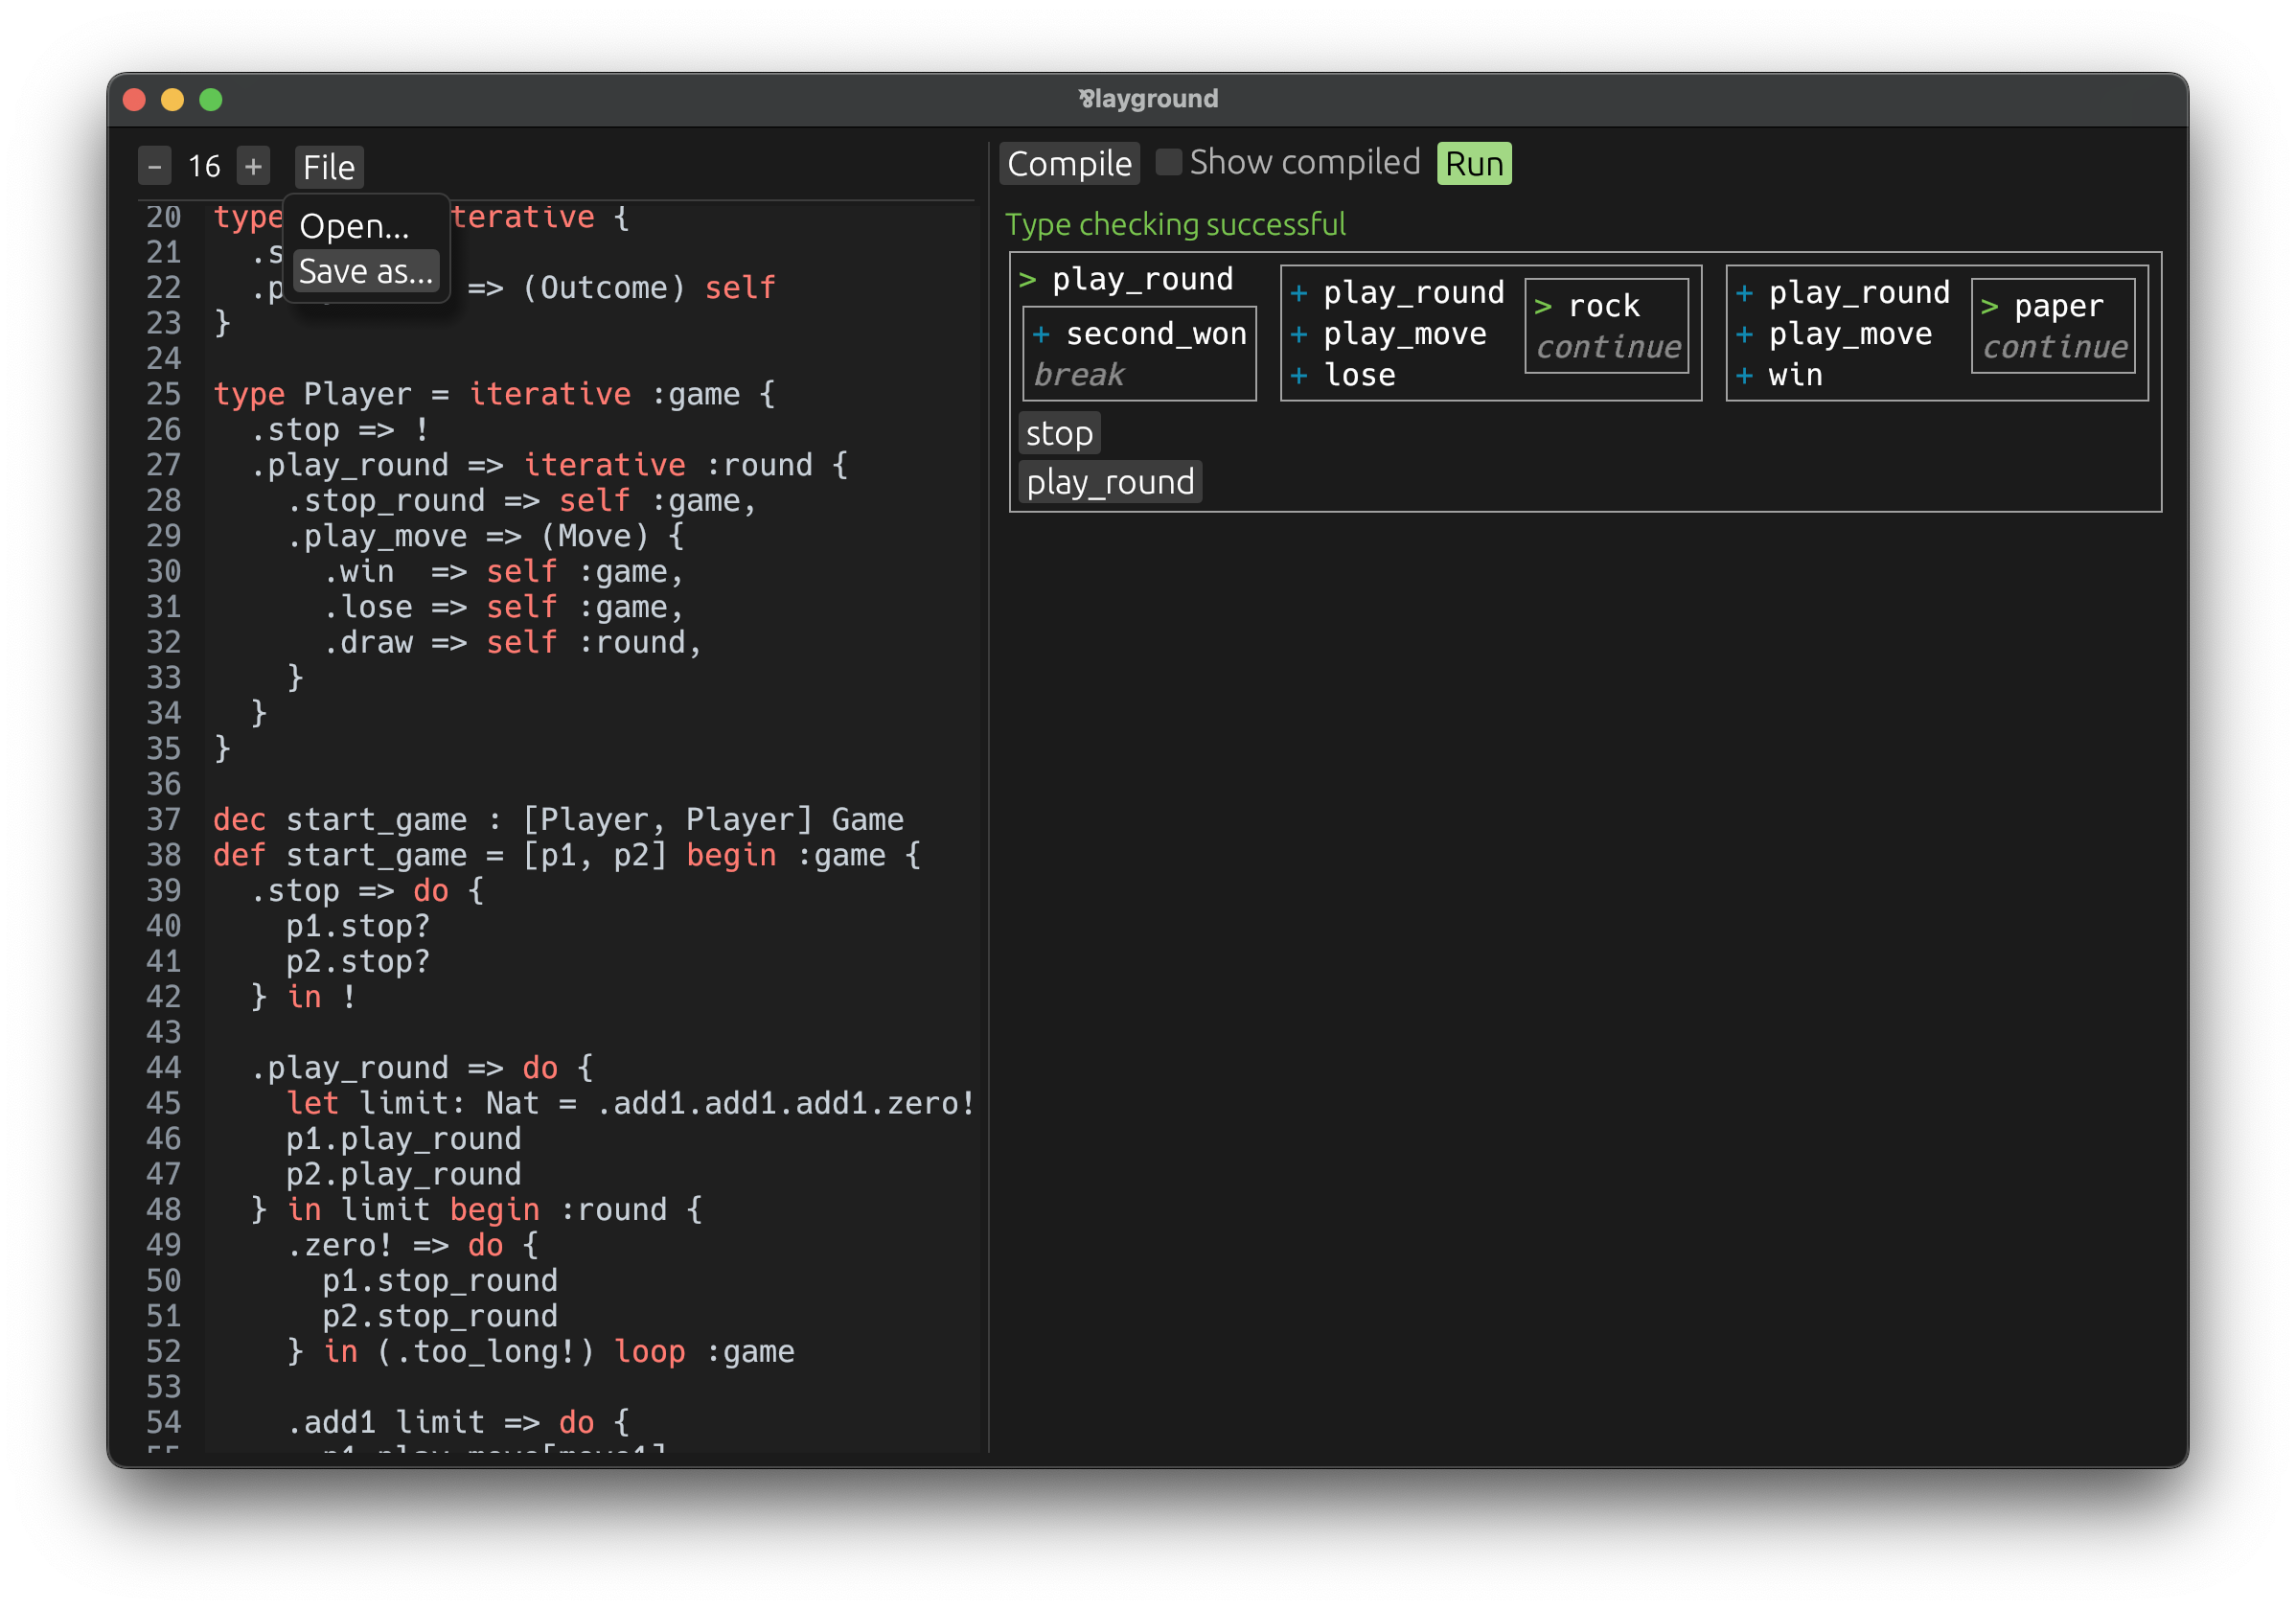 ⅋layground
- 16 + File
Open...
Save as...
20 type terative {
21 .s
22 .p => (Outcome) self
23 }
24
25 type Player = iterative :game {
26 .stop => !
27 .play_round => iterative :round {
28 .stop_round => self :game,
29 .play_move => (Move) {
30 .win => self :game,
31 .lose => self :game,
32 .draw => self :round,
33 }
34 }
35 }
36
37 dec start_game : [Player, Player] Game
38 def start_game = [p1, p2] begin :game {
39 .stop => do {
40 p1.stop?
41 p2.stop?
42 } in !
43
44 .play_round => do {
45 let limit: Nat = .add1.add1.add1.zero!
46 p1.play_round
47 p2.play_round
48 } in limit begin :round {
49 .zero! => do {
50 p1.stop_round
51 p2.stop_round
52 } in (.too_long!) loop :game
53
54 .add1 limit => do {
55 p1.play_move[move1]
Compile Show compiled Run
Type checking successful
> play_round
+ second_won
break
+ play_round
+ play_move
+ lose
> rock
continue
+ play_round
+ play_move
+ win
> paper
continue
stop
play_round